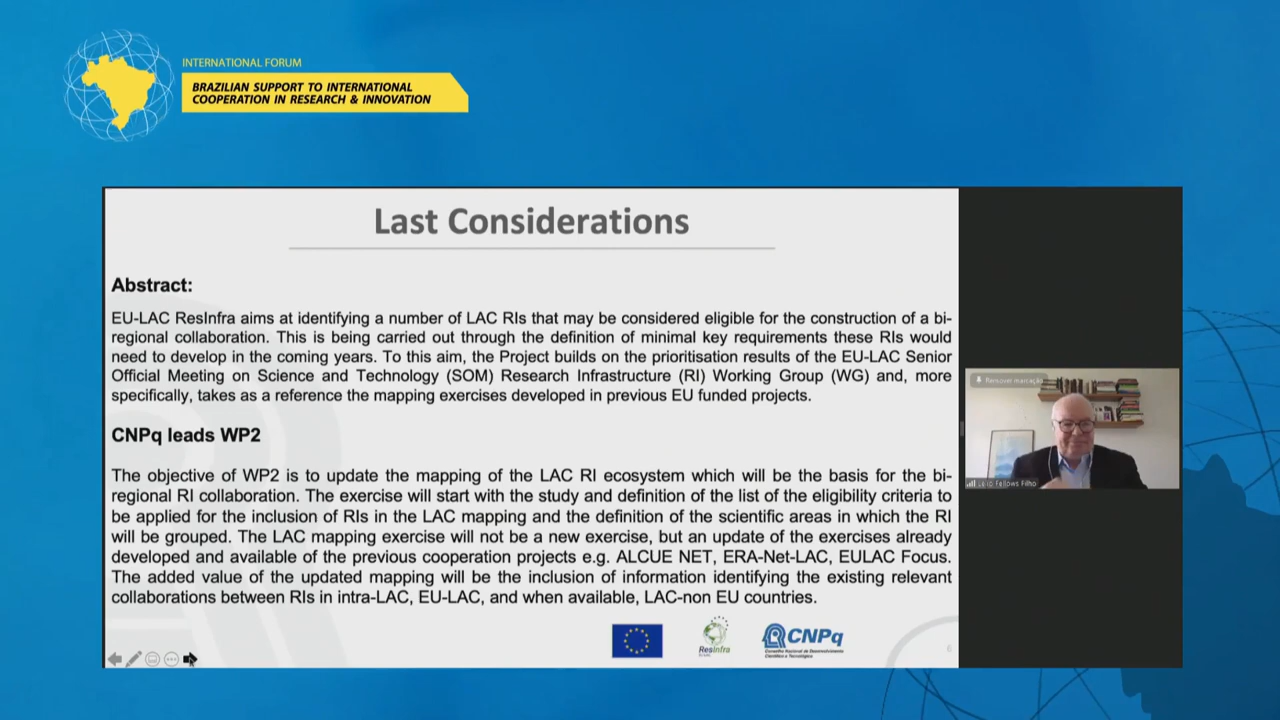 INTERNATIONAL FORUM
BRAZILIAN SUPPORT TO INTERNATIONAL
COOPERATION IN RESEARCH & INNOVATION
Last Considerations
Abstract:
EU-LAC ResInfra aims at identifying a number of LAC RIs that may be considered eligible for the construction of a bi-
regional collaboration. This is being carried out through the definition of minimal key requirements these RIs would
need to develop in the coming years. To this aim, the Project builds on the prioritisation results of the EU-LAC Senior
Official Meeting on Science and Technology (SOM) Research Infrastructure (RI) Working Group (WG) and, more
specifically, takes as a reference the mapping exercises developed in previous EU funded projects.
CNPq leads WP2
The objective of WP2 is to update the mapping of the LAC RI ecosystem which will be the basis for the bi-
regional RI collaboration. The exercise will start with the study and definition of the list of the eligibility criteria to
be applied for the inclusion of RIs in the LAC mapping and the definition of the scientific areas in which the RI
will be grouped. The LAC mapping exercise will not be a new exercise, but an update of the exercises already
developed and available of the previous cooperation projects e.g. ALCUE NET, ERA-Net-LAC, EULAC Focus.
The added value of the updated mapping will be the inclusion of information identifying the existing relevant
collaborations between RIs in intra-LAC, EU-LAC, and when available, LAC-non EU countries.
ResInfra
CNPq
Conselho Nacional de Desenvolvimento
Científico e Tecnológico
6
Remover marcação
Lélio Fellows Filho